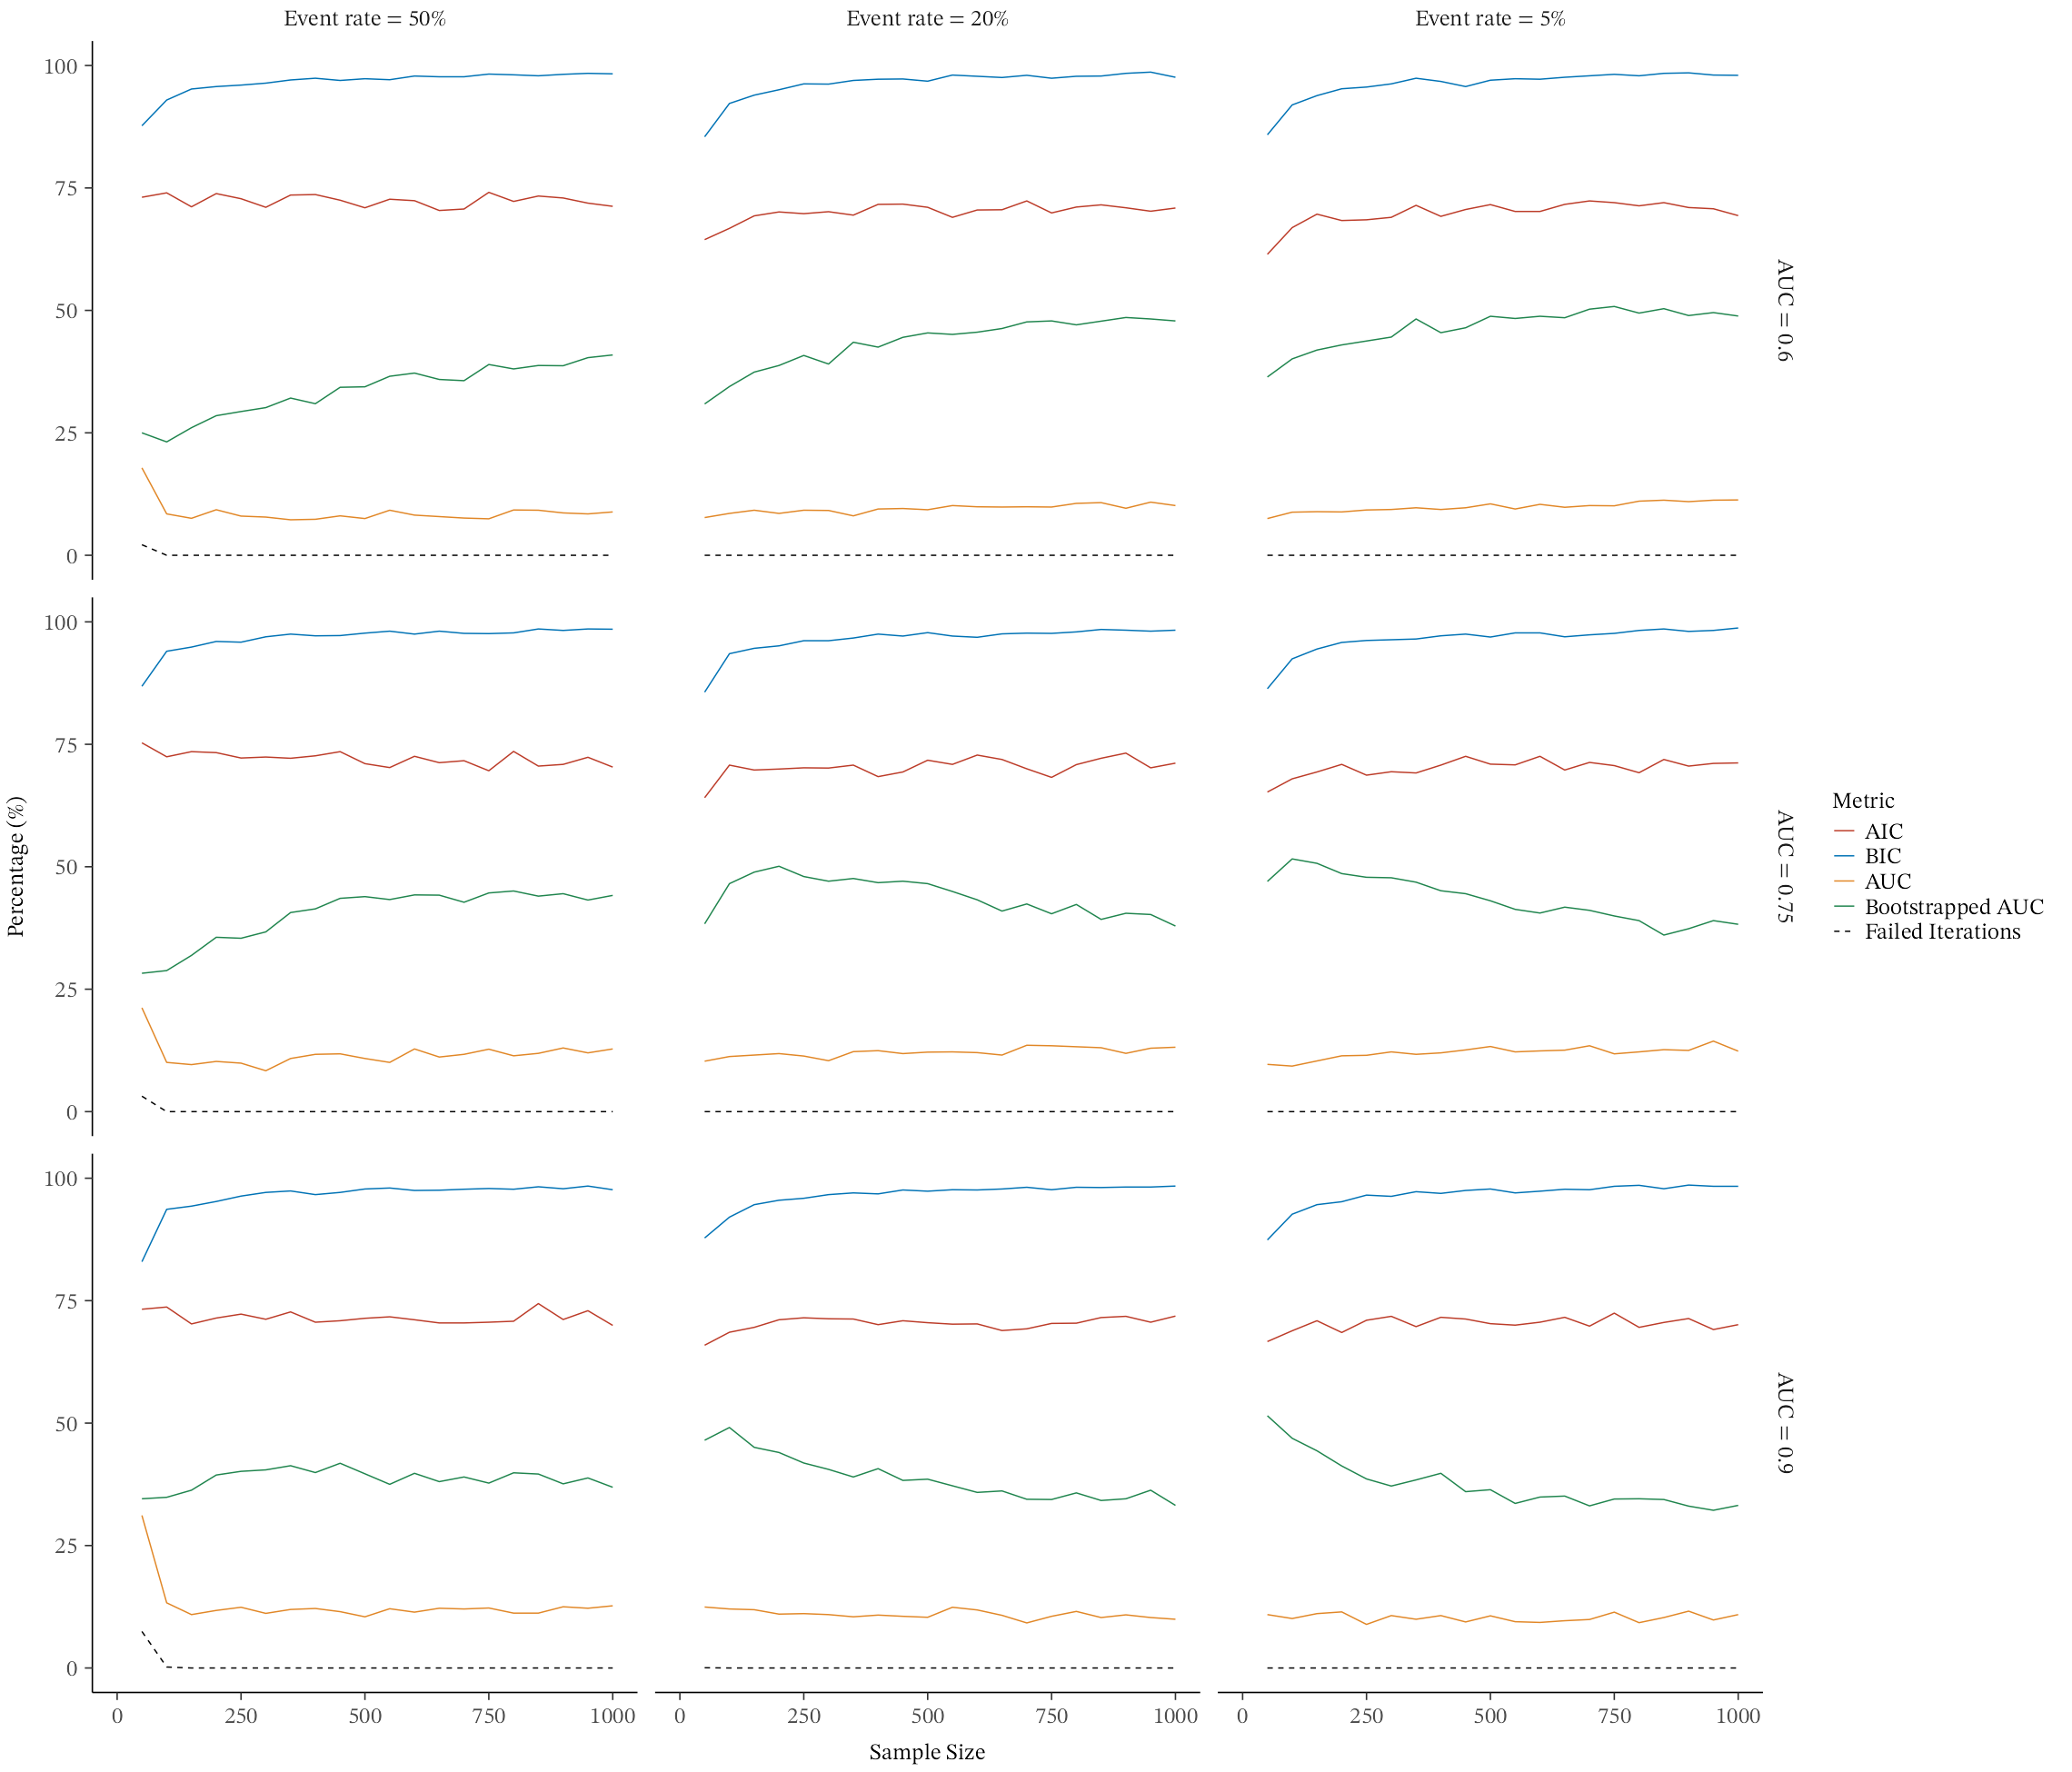 Event rate = 50% Event rate = 20% Event rate = 5%
100
75
50
25
0
AUC = 0.6
100
75
50
25
0
AUC = 0.75
100
75
50
25
0
AUC = 0.9
Percentage (%)
0 250 500 750 1000 0 250 500 750 1000 0 250 500 750 1000
Sample Size
Metric
AIC
BIC
AUC
Bootstrapped AUC
Failed Iterations